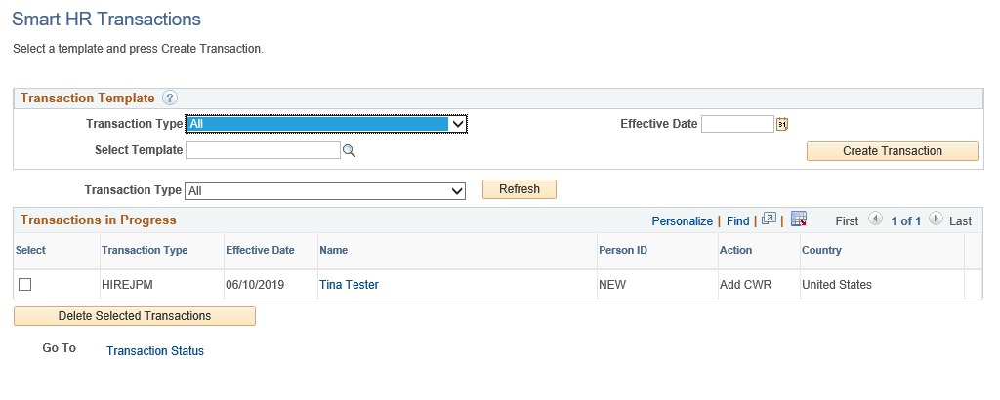 Smart HR Transactions
Select a template and press Create Transaction.
Transaction Template ?
Transaction Type All Effective Date 31
Select Template Create Transaction
Transaction Type All Refresh
Transactions in Progress Personalize | Find | | First 1 of 1 Last
Select Transaction Type Effective Date Name Person ID Action Country
HIREJPM 06/10/2019 Tina Tester NEW Add CWR United States
Delete Selected Transactions
Go To Transaction Status